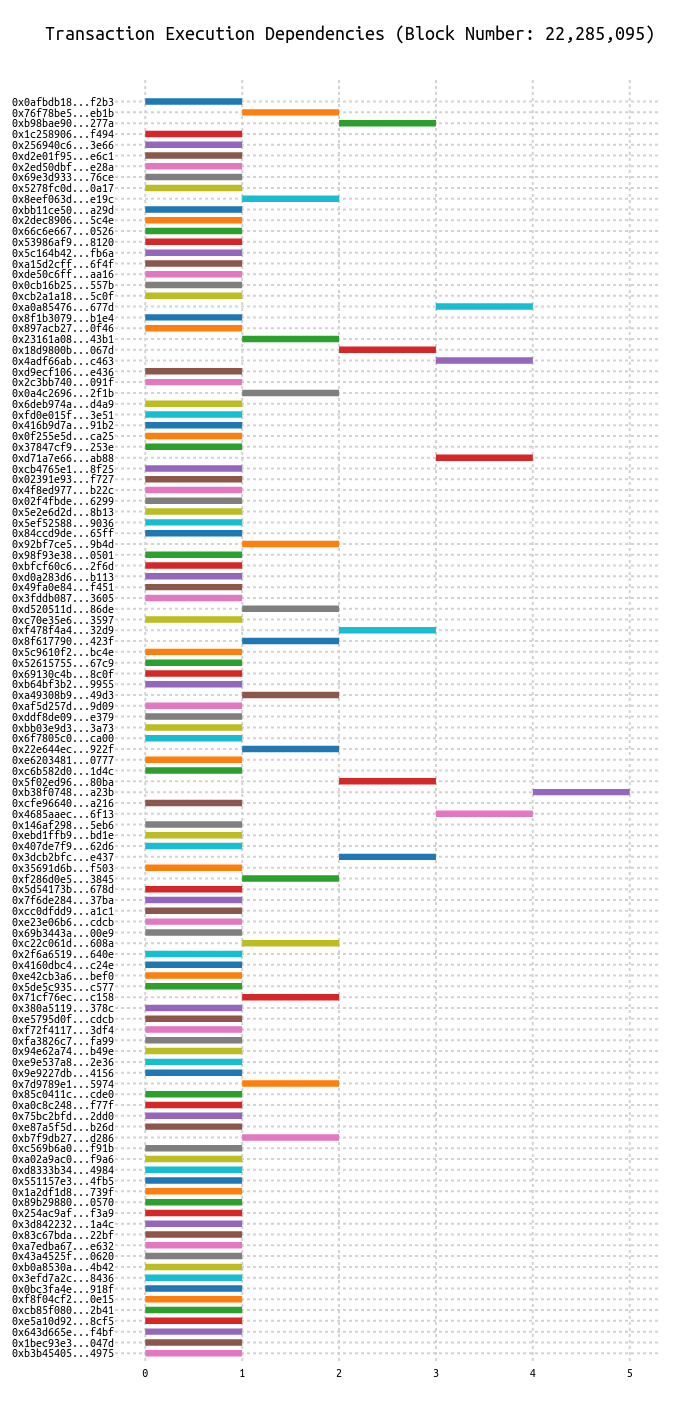 Transaction Execution Dependencies (Block Number: 22,285,095)
0x0afbdb18...f2b3
0x76f78be5...eb1b
0xb98bae90...277a
0x1c258906...f494
0x256940c6...3e66
0xd2e01f95...e6c1
0x2ed50dbf...e28a
0x69e3d933...76ce
0x5278fc0d...0a17
0x8eef063d...e19c
0xbb11ce50...a29d
0x2dec8906...5c4e
0x66c6e667...0526
0x53986af9...8120
0x5c164b42...fb6a
0xa15d2cff...6f4f
0xde50c6ff...aa16
0x0cb16b25...557b
0xcb2a1a18...5c0f
0xa0a85476...677d
0x8f1b3079...b1e4
0x897acb27...0f46
0x23161a08...43b1
0x18d9800b...067d
0x4adf66ab...c463
0xd9ecf106...e436
0x2c3bb740...091f
0x0a4c2696...2f1b
0x6deb974a...d4a9
0xfd0e015f...3e51
0x416b9d7a...91b2
0x0f255e5d...ca25
0x37847cf9...253e
0xd71a7e66...ab88
0xcb4765e1...8f25
0x02391e93...f727
0x4f8ed977...b22c
0x02f4fbde...6299
0x5e2e6d2d...8b13
0x5ef52588...9036
0x84ccd9de...65ff
0x92bf7ce5...9b4d
0x98f93e38...0501
0xbfcf60c6...2f6d
0xd0a283d6...b113
0x49fa0e84...f451
0x3fddb087...3605
0xd520511d...86de
0xc70e35e6...3597
0xf478f4a4...32d9
0x8f617790...423f
0x5c9610f2...bc4e
0x52615755...67c9
0x69130c4b...8c0f
0xb64bf3b2...9955
0xa49308b9...49d3
0xaf5d257d...9d09
0xddf8de09...e379
0xbb03e9d3...3a73
0x6f7805c0...ca00
0x22e644ec...922f
0xe6203481...0777
0xc6b582d0...1d4c
0x5f02ed96...80ba
0xb38f0748...a23b
0xcfe96640...a216
0x4685aaec...6f13
0x146af298...5eb6
0xebd1ffb9...bd1e
0x407de7f9...62d6
0x3dcb2bfc...e437
0x35691d6b...f503
0xf286d0e5...3845
0x5d54173b...678d
0x7f6de284...37ba
0xcc0dfdd9...a1c1
0xe23e06b6...cdcb
0x69b3443a...00e9
0xc22c061d...608a
0x2f6a6519...640e
0x4160dbc4...c24e
0xe42cb3a6...bef0
0x5de5c935...c577
0x71cf76ec...c158
0x380a5119...378c
0xe5795d0f...cdcb
0xf72f4117...3df4
0xfa3826c7...fa99
0x94e62a74...b49e
0xe9e537a8...2e36
0x9e9227db...4156
0x7d9789e1...5974
0x85c0411c...cde0
0xa0c8c248...f77f
0x75bc2bfd...2dd0
0xe87a5f5d...b26d
0xb7f9db27...d286
0xc569b6a0...f91b
0xa02a9ac0...f9a6
0xd8333b34...4984
0x551157e3...4fb5
0x1a2df1d8...739f
0x89b29880...0570
0x254ac9af...f3a9
0x3d842232...1a4c
0x83c67bda...22bf
0xa7edba67...e632
0x43a4525f...0620
0xb0a8530a...4b42
0x3efd7a2c...8436
0x0bc3fa4e...918f
0xf8f04cf2...0e15
0xcb85f080...2b41
0xe5a10d92...8cf5
0x643d665e...f4bf
0x1bec93e3...047d
0xb3b45405...4975
0 1 2 3 4 5